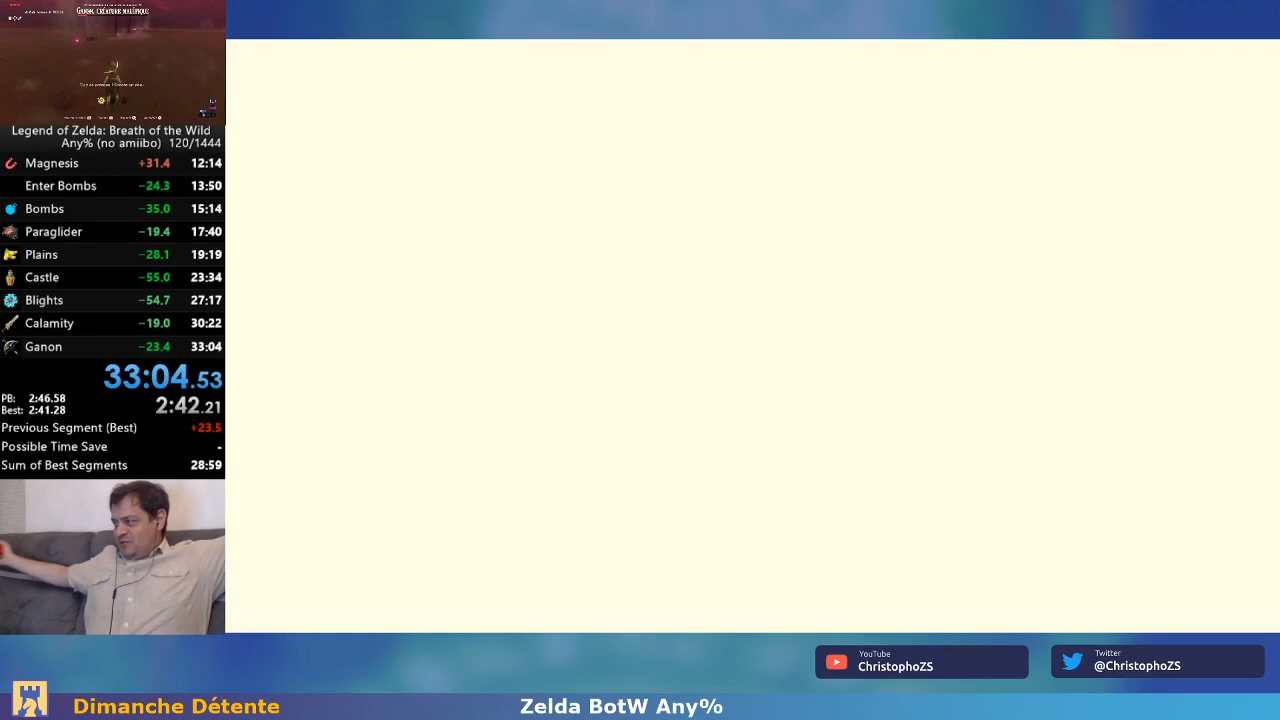 GANON, CRÉATURE MALÉFIQUE
Legend of Zelda: Breath of the Wild
Any% (no amiibo) 120/1444
Magnesis +31.4 12:14
Enter Bombs −24.3 13:50
Bombs −35.0 15:14
Paraglider −19.4 17:40
Plains −28.1 19:19
Castle −55.0 23:34
Blights −54.7 27:17
Calamity −19.0 30:22
Ganon −23.4 33:04
33:04.53
PB: 2:46.58
Best: 2:41.28
2:42.21
Previous Segment (Best) +23.5
Possible Time Save -
Sum of Best Segments 28:59
YouTube
ChristophoZS
Twitter
@ChristophoZS
Dimanche Détente
Zelda BotW Any%